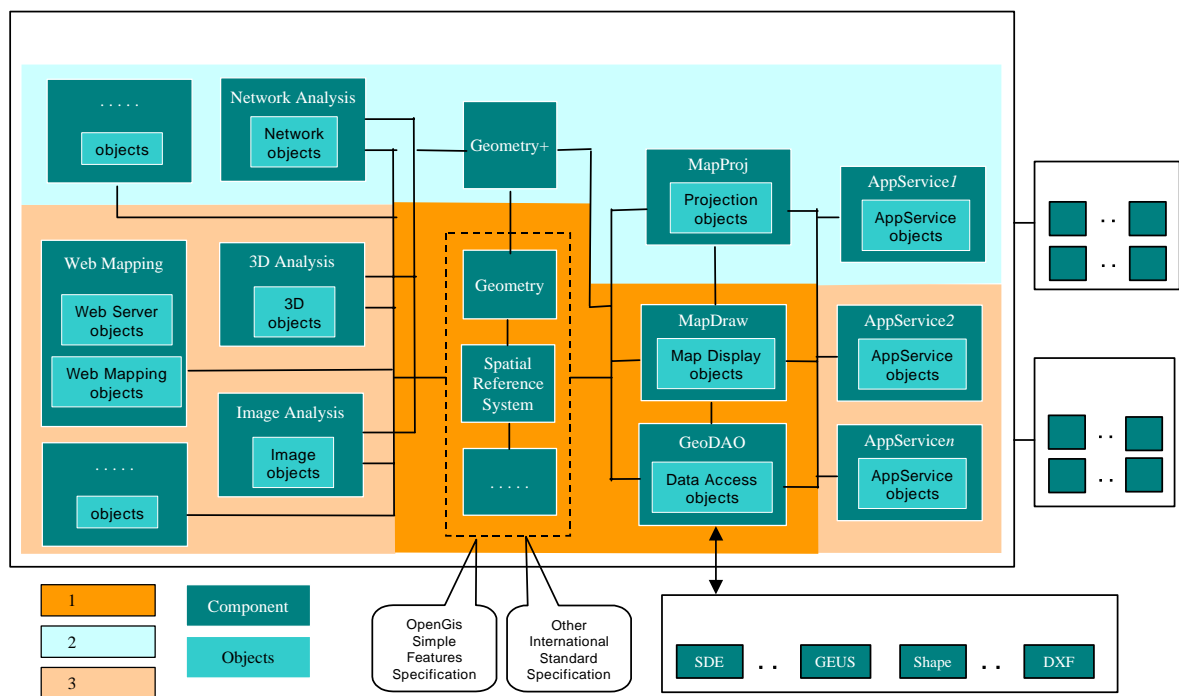 . . . . .
objects
Network Analysis
Network
objects
Geometry+
MapProj
Projection
objects
AppService1
AppService
objects
. .
. .
Web Mapping
Web Server
objects
Web Mapping
objects
3D Analysis
3D
objects
Geometry
Spatial
Reference
System
. . . . .
MapDraw
Map Display
objects
AppService2
AppService
objects
Image Analysis
Image
objects
GeoDAO
Data Access
objects
AppServicen
AppService
objects
. .
. .
. . . . .
objects
1
2
3
Component
Objects
OpenGis
Simple
Features
Specification
Other
International
Standard
Specification
SDE . . GEUS Shape . . DXF